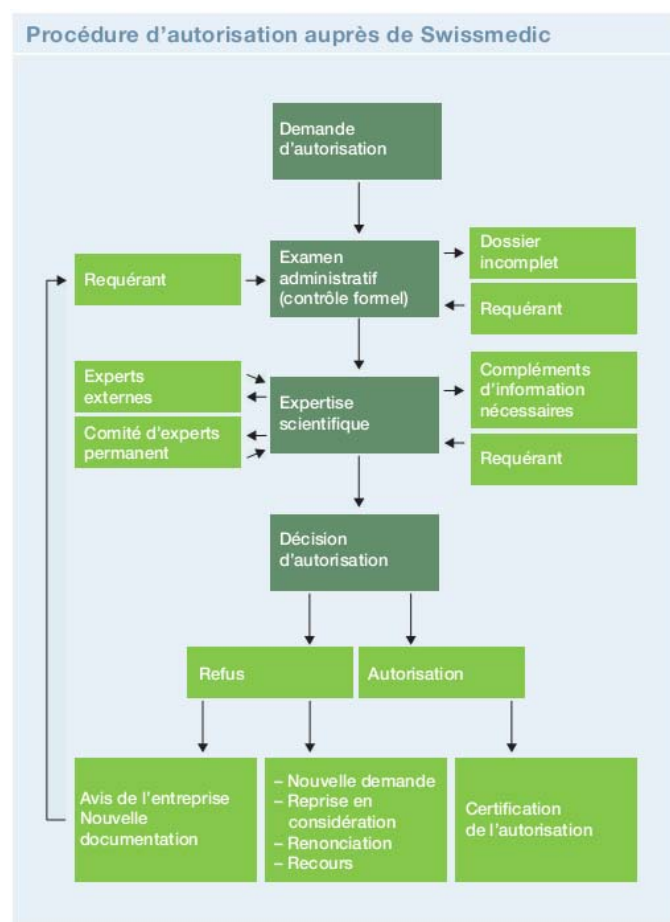 Procédure d'autorisation auprès de Swissmedic
Demande
d'autorisation
Requérant
Examen
administratif
(contrôle formel)
Dossier
incomplet
Requérant
Experts
externes
Comité d'experts
permanent
Expertise
scientifique
Compléments
d'information
nécessaires
Requérant
Décision
d'autorisation
Refus
Autorisation
Avis de l'entreprise
Nouvelle
documentation
– Nouvelle demande
– Reprise en
considération
– Renonciation
– Recours
Certification
de l'autorisation